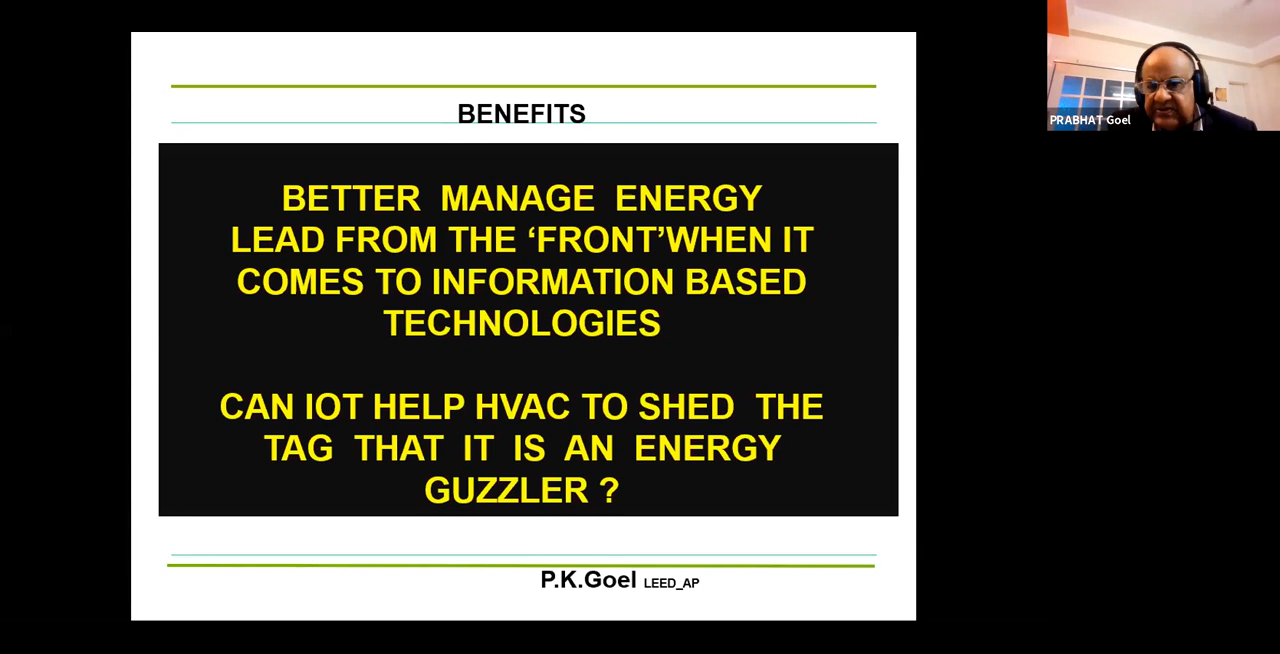 BENEFITS
BETTER MANAGE ENERGY
LEAD FROM THE ‘FRONT’WHEN IT
COMES TO INFORMATION BASED
TECHNOLOGIES
CAN IOT HELP HVAC TO SHED THE
TAG THAT IT IS AN ENERGY
GUZZLER ?
P.K.Goel LEED_AP
PRABHAT Goel